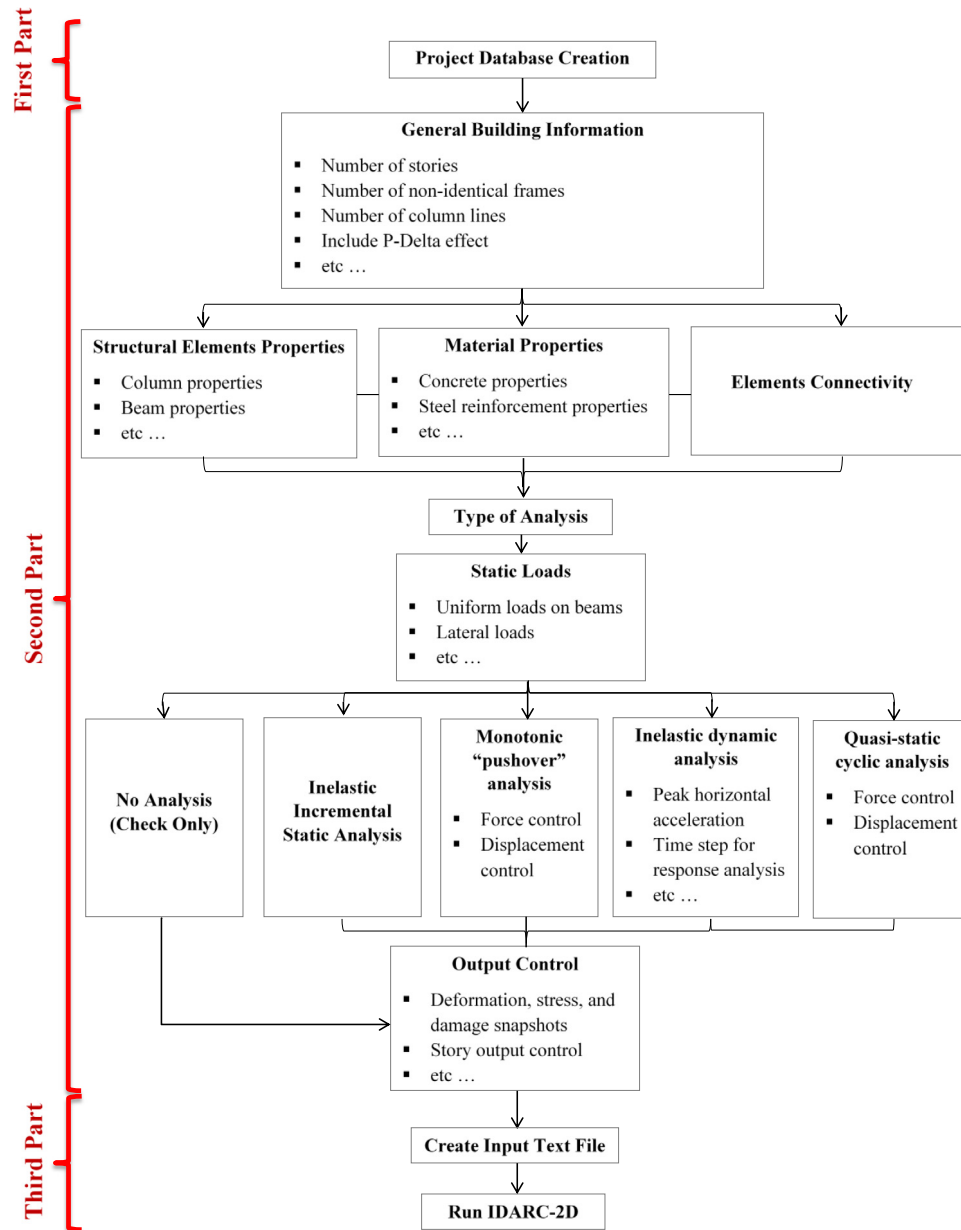 First Part
Project Database Creation
Second Part
General Building Information
▪ Number of stories
▪ Number of non-identical frames
▪ Number of column lines
▪ Include P-Delta effect
▪ etc …
Structural Elements Properties
▪ Column properties
▪ Beam properties
▪ etc …
Material Properties
▪ Concrete properties
▪ Steel reinforcement properties
▪ etc …
Elements Connectivity
Type of Analysis
Static Loads
▪ Uniform loads on beams
▪ Lateral loads
▪ etc …
No Analysis
(Check Only)
Inelastic
Incremental
Static Analysis
Monotonic
“pushover”
analysis
▪ Force control
▪ Displacement
control
Inelastic dynamic
analysis
▪ Peak horizontal
acceleration
▪ Time step for
response analysis
▪ etc …
Quasi-static
cyclic analysis
▪ Force control
▪ Displacement
control
Output Control
▪ Deformation, stress, and
damage snapshots
▪ Story output control
▪ etc …
Third Part
Create Input Text File
Run IDARC-2D